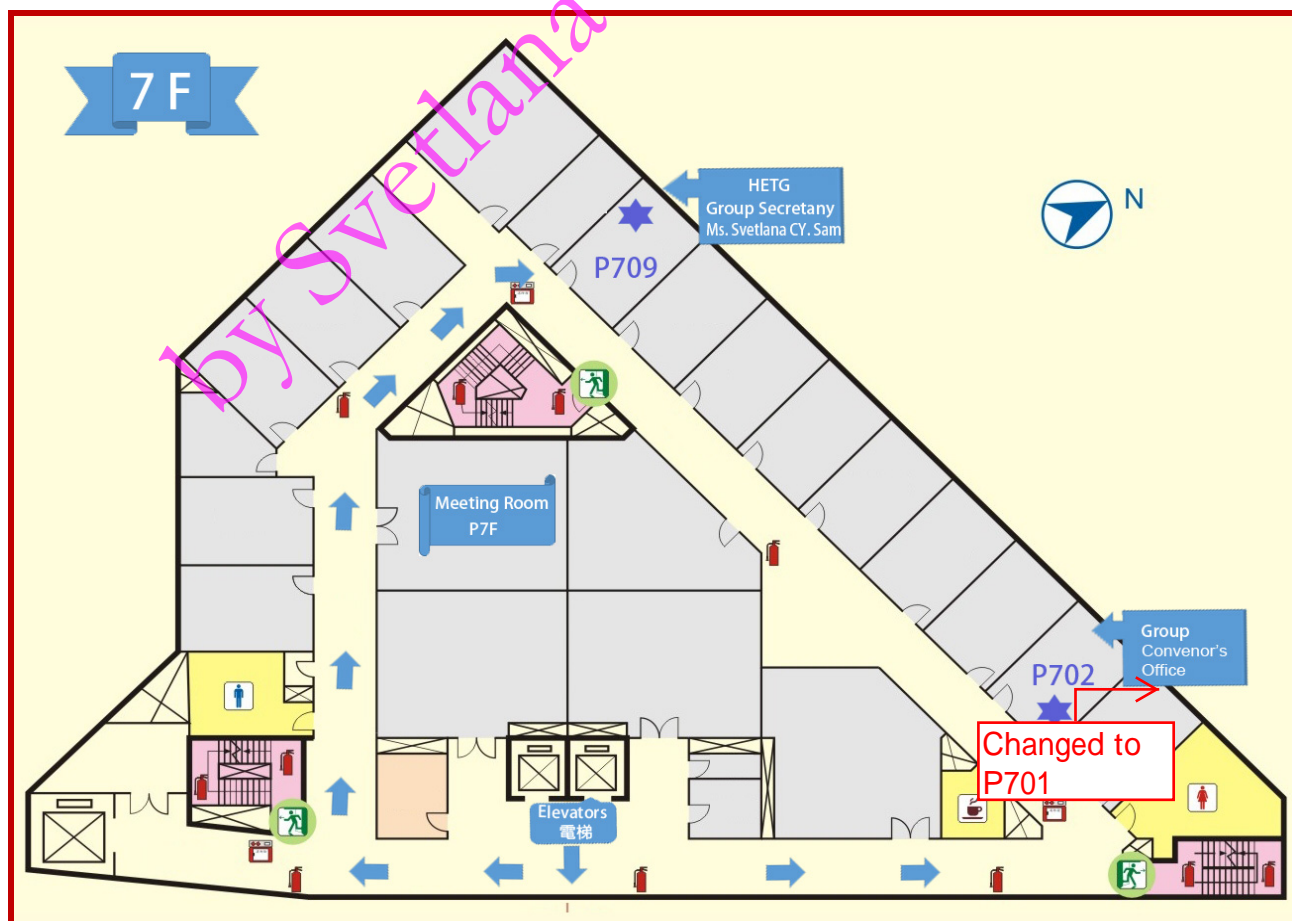 7 F
by Svetlana
HETG
Group Secretany
Ms. Svetlana CY. Sam
N
P709
Meeting Room
P7F
Group
Convenor's
Office
P702
Changed to
P701
Elevators
電梯